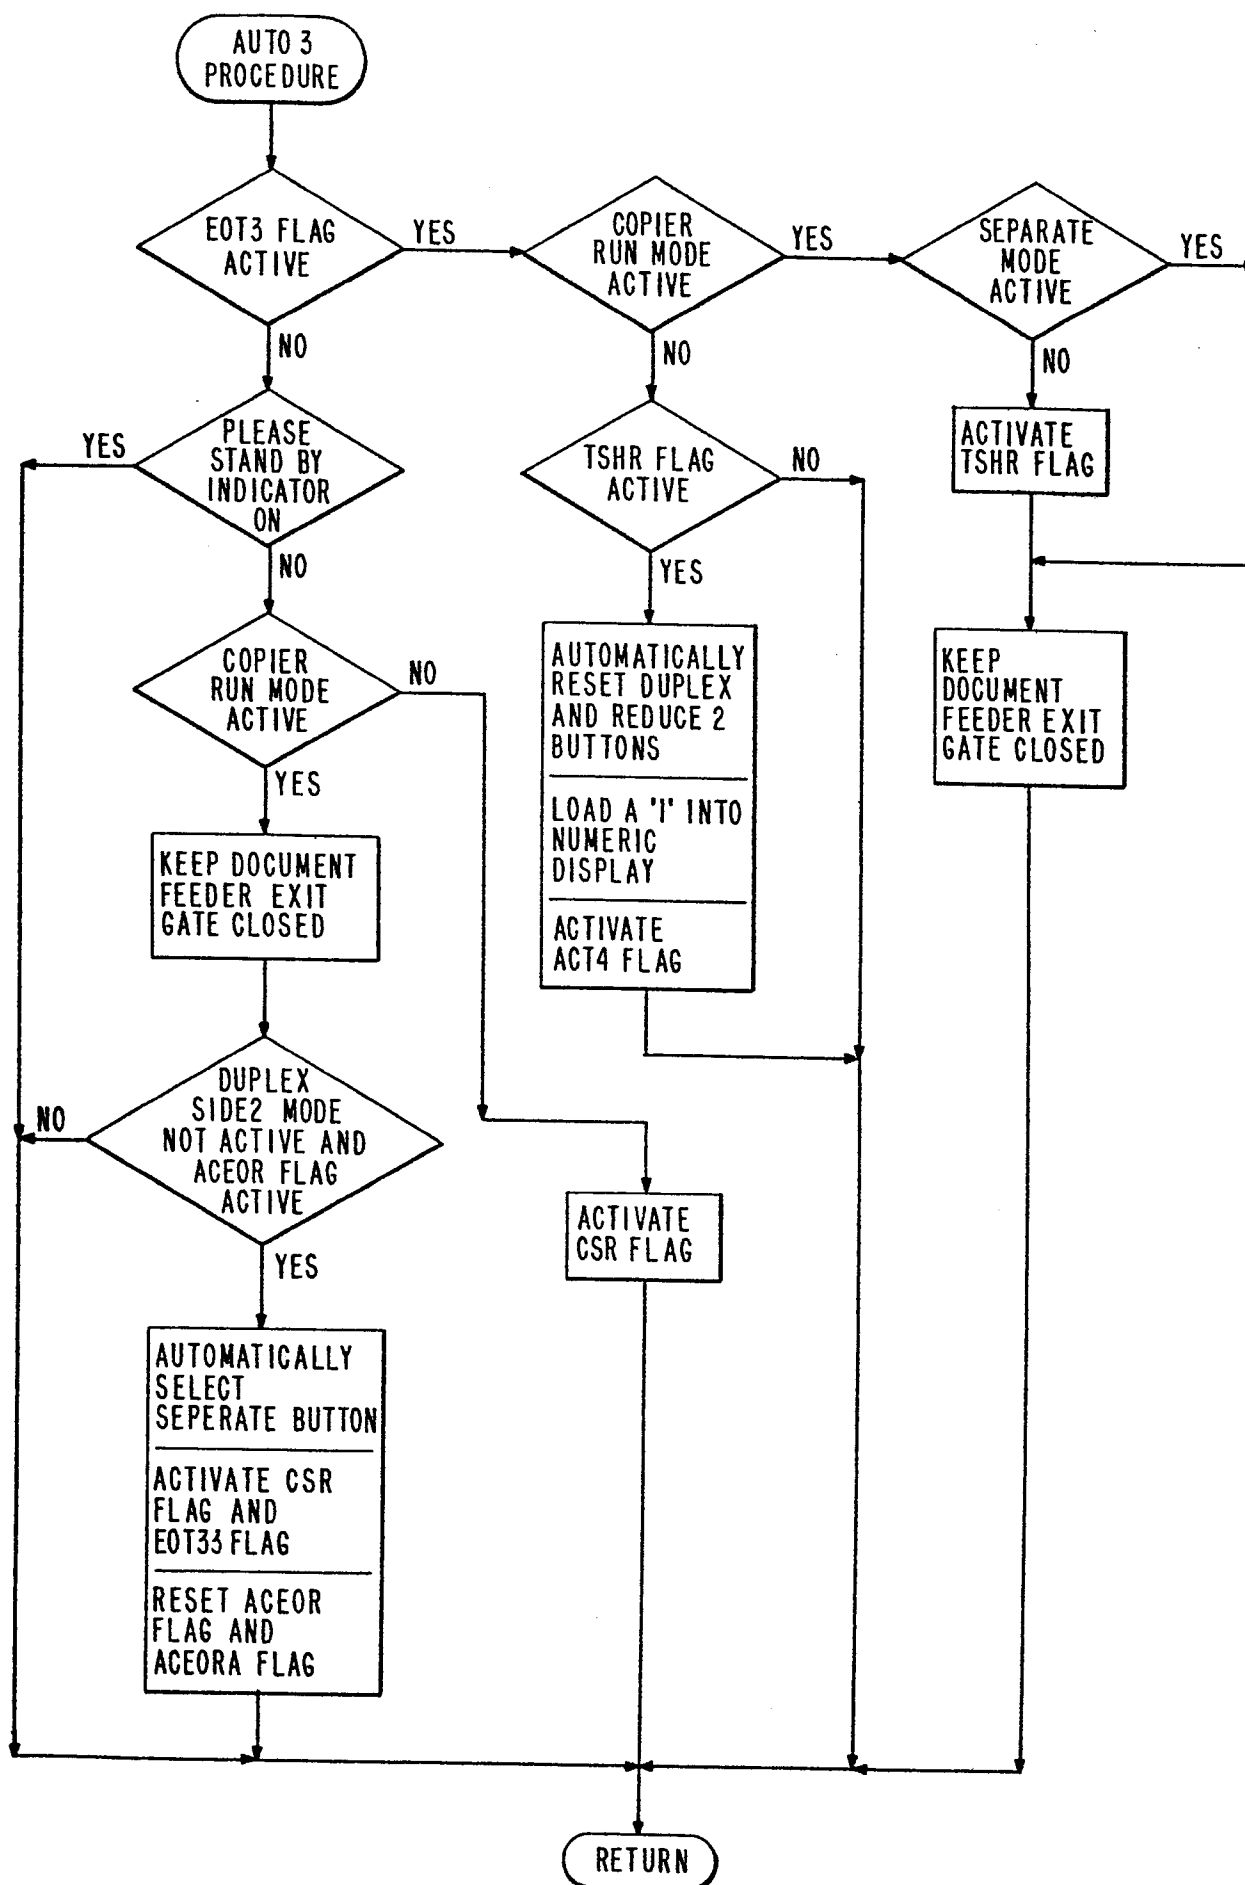 AUTO 3
PROCEDURE
EOT3 FLAG
ACTIVE
YES
NO
COPIER
RUN MODE
ACTIVE
YES
NO
SEPARATE
MODE
ACTIVE
YES
NO
PLEASE
STAND BY
INDICATOR
ON
YES
NO
TSHR FLAG
ACTIVE
NO
YES
ACTIVATE
TSHR FLAG
COPIER
RUN MODE
ACTIVE
NO
YES
AUTOMATICALLY
RESET DUPLEX
AND REDUCE 2
BUTTONS
LOAD A '1' INTO
NUMERIC
DISPLAY
ACTIVATE
ACT4 FLAG
KEEP
DOCUMENT
FEEDER EXIT
GATE CLOSED
KEEP DOCUMENT
FEEDER EXIT
GATE CLOSED
DUPLEX
SIDE2 MODE
NOT ACTIVE AND
ACEOR FLAG
ACTIVE
NO
YES
ACTIVATE
CSR FLAG
AUTOMATICALLY
SELECT
SEPERATE BUTTON
ACTIVATE CSR
FLAG AND
EOT33 FLAG
RESET ACEOR
FLAG AND
ACEORA FLAG
RETURN